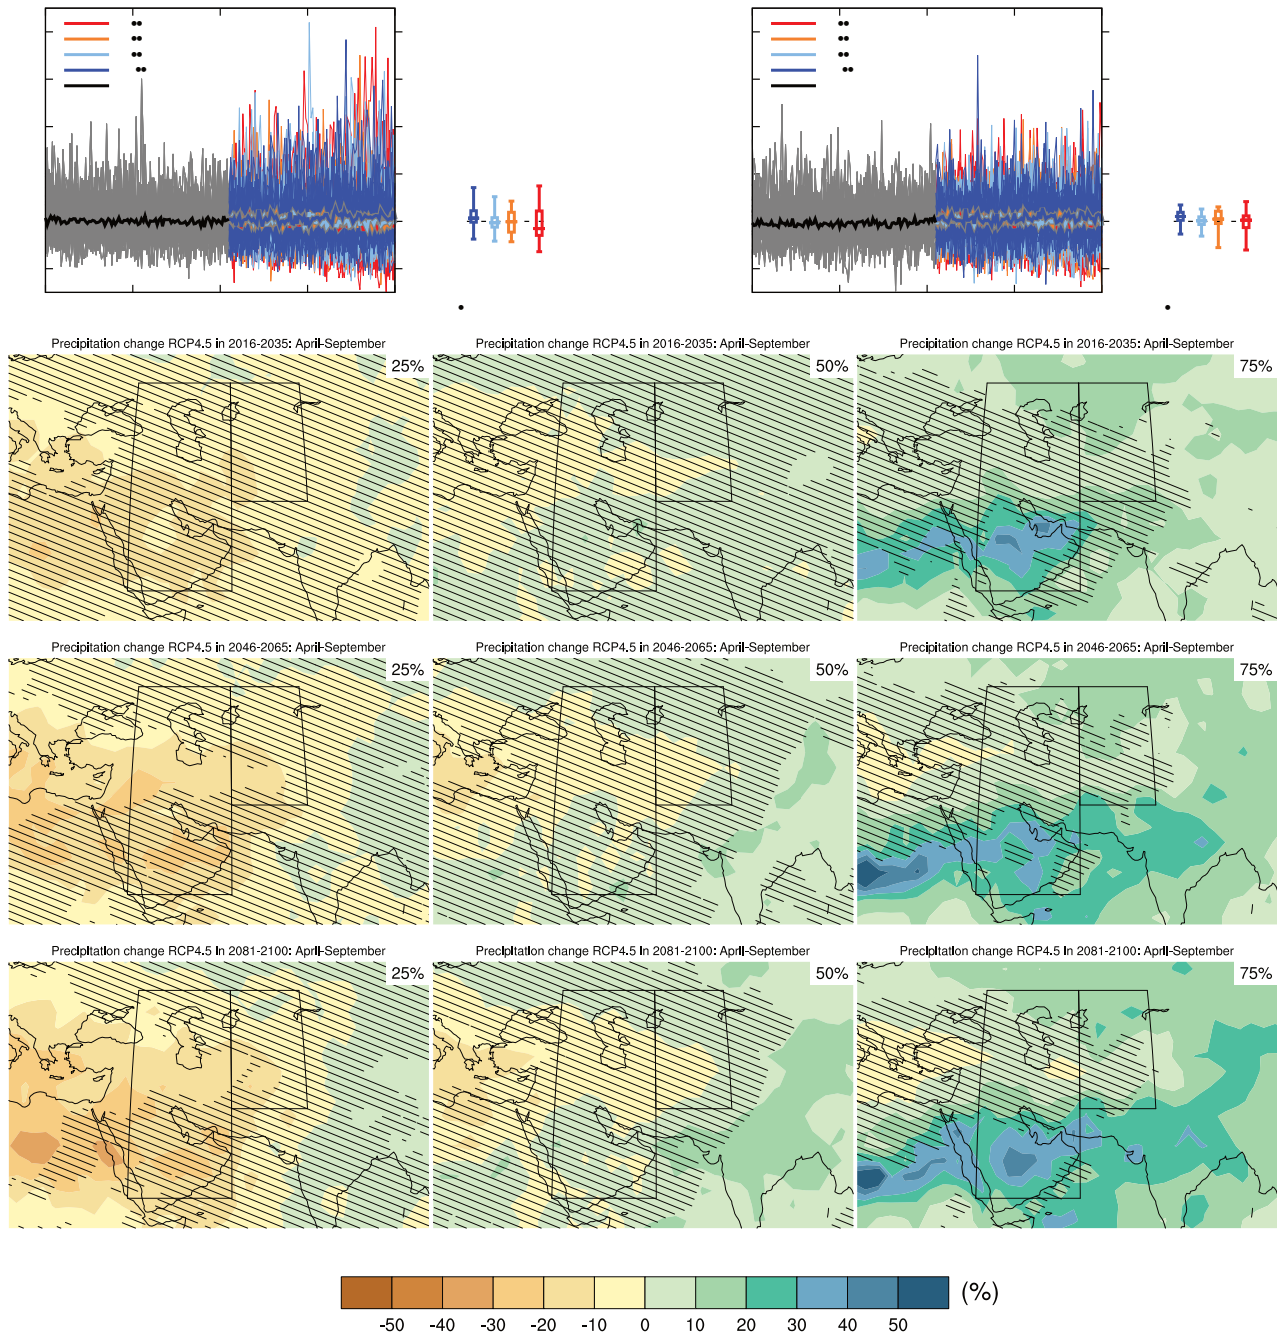 Precipitation change RCP4.5 in 2016-2035: April-September
25%
Precipitation change RCP4.5 in 2016-2035: April-September
50%
Precipitation change RCP4.5 in 2016-2035: April-September
75%
Precipitation change RCP4.5 in 2046-2065: April-September
25%
Precipitation change RCP4.5 in 2046-2065: April-September
50%
Precipitation change RCP4.5 in 2046-2065: April-September
75%
Precipitation change RCP4.5 in 2081-2100: April-September
25%
Precipitation change RCP4.5 in 2081-2100: April-September
50%
Precipitation change RCP4.5 in 2081-2100: April-September
75%
(%)
-50 -40 -30 -20 -10 0 10 20 30 40 50